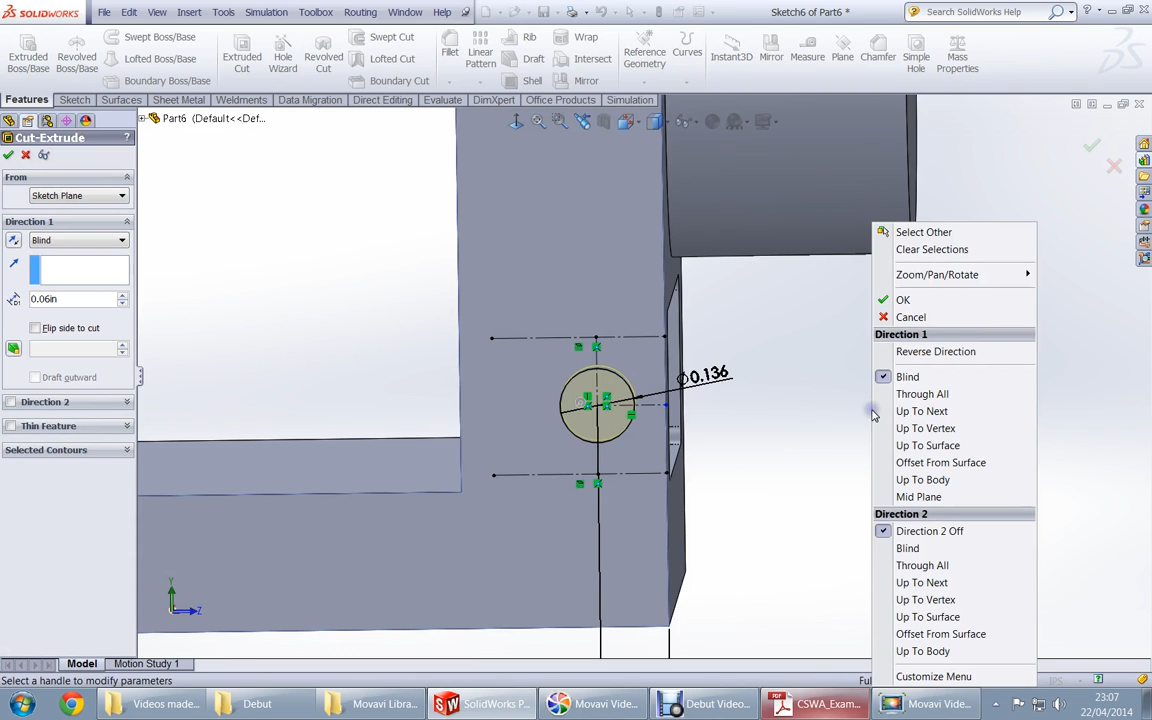 SOLIDWORKS File Edit View Insert Tools Simulation Toolbox Routing Window Help Sketch6 of Part6 * Search SolidWorks Help
Extruded Boss/Base
Revolved Boss/Base
Swept Boss/Base
Lofted Boss/Base
Boundary Boss/Base
Extruded Cut
Hole Wizard
Revolved Cut
Swept Cut
Lofted Cut
Boundary Cut
Fillet
Linear Pattern
Rib
Draft
Shell
Wrap
Intersect
Mirror
Reference Geometry
Curves
Instant3D
Mirror
Measure
Plane
Chamfer
Simple Hole
Mass Properties
Features Sketch Surfaces Sheet Metal Weldments Data Migration Direct Editing Evaluate DimXpert Office Products Simulation
Part6 (Default<<Def...
Cut-Extrude ?
From
Sketch Plane
Direction 1
Blind
D1
0.06in
Flip side to cut
Draft outward
Direction 2
Thin Feature
Selected Contours
Ø0.136
Y
Z
Select Other
Clear Selections
Zoom/Pan/Rotate
OK
Cancel
Direction 1
Reverse Direction
Blind
Through All
Up To Next
Up To Vertex
Up To Surface
Offset From Surface
Up To Body
Mid Plane
Direction 2
Direction 2 Off
Blind
Through All
Up To Next
Up To Vertex
Up To Surface
Offset From Surface
Up To Body
Customize Menu
Model Motion Study 1
Select a handle to modify parameters
Videos made... Debut Movavi Libra... SolidWorks P... Movavi Vide... Debut Video... CSWA_Exam... Movavi Vide...
23:07
22/04/2014